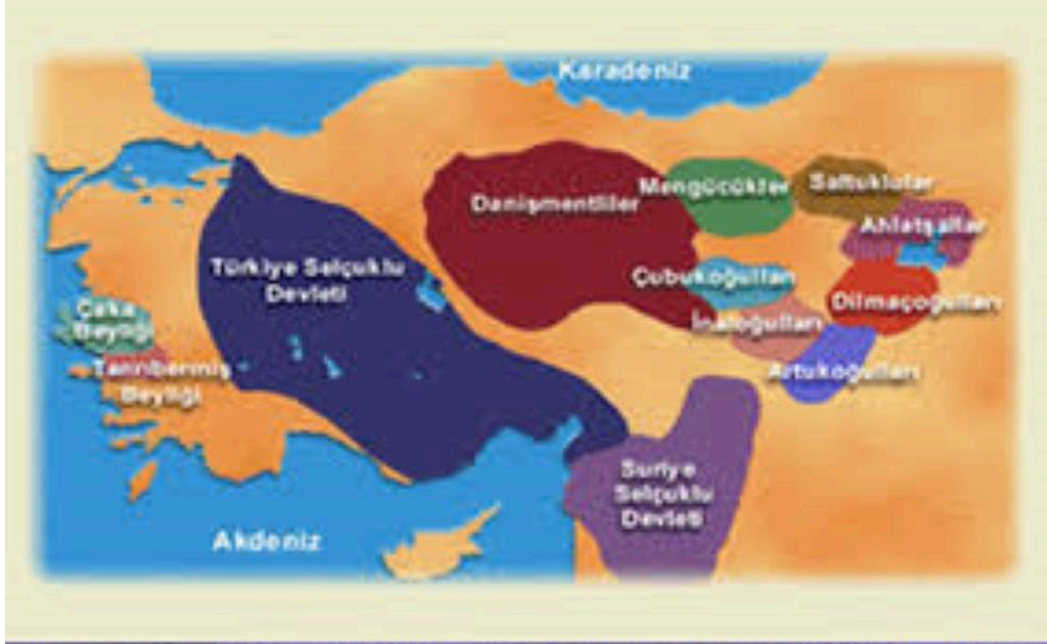 Karadeniz
Danişmentliler
Mengücükler
Saltuklular
Ahlatşahlar
Türkiye Selçuklu
Devleti
Çubukoğulları
Dilmaçoğulları
Çaka
Beyliği
İnaloğulları
Tanrıbermiş
Beyliği
Artukoğulları
Suriye
Selçuklu
Devleti
Akdeniz